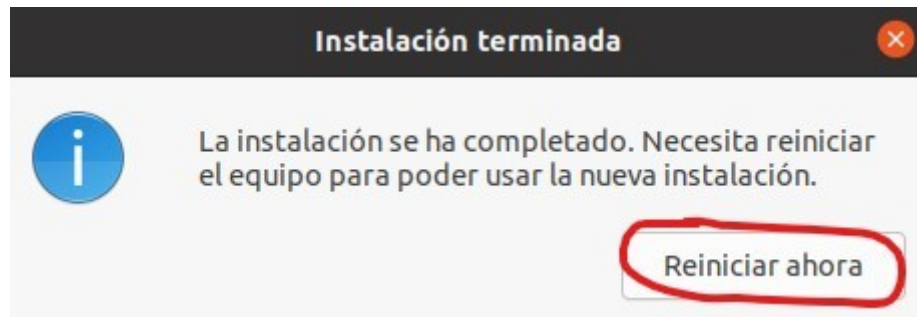 Instalación terminada
La instalación se ha completado. Necesita reiniciar
el equipo para poder usar la nueva instalación.
Reiniciar ahora